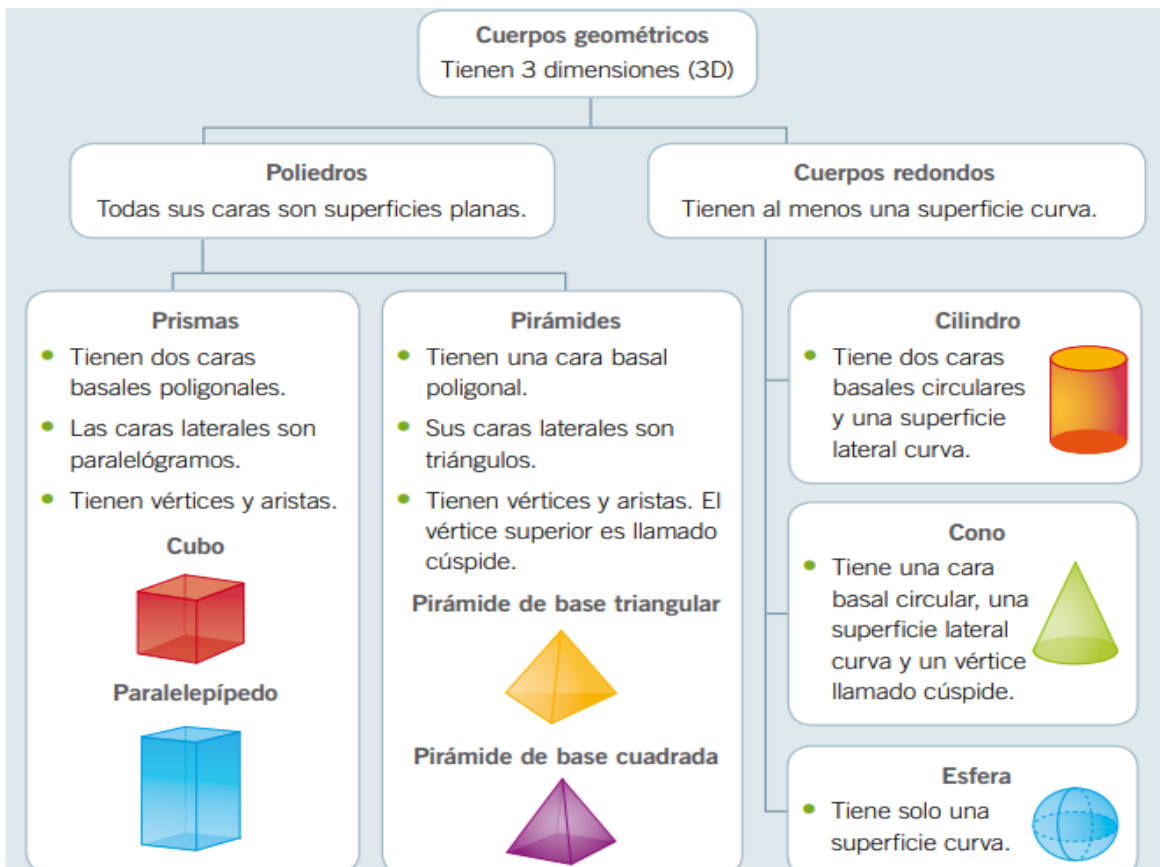 Cuerpos geométricos
Tienen 3 dimensiones (3D)
Poliedros
Todas sus caras son superficies planas.
Cuerpos redondos
Tienen al menos una superficie curva.
Prismas
• Tienen dos caras
basales poligonales.
• Las caras laterales son
paralelógramos.
• Tienen vértices y aristas.
Cubo
Paralelepípedo
Pirámides
• Tienen una cara basal
poligonal.
• Sus caras laterales son
triángulos.
• Tienen vértices y aristas. El
vértice superior es llamado
cúspide.
Pirámide de base triangular
Pirámide de base cuadrada
Cilindro
• Tiene dos caras
basales circulares
y una superficie
lateral curva.
Cono
• Tiene una cara
basal circular, una
superficie lateral
curva y un vértice
llamado cúspide.
Esfera
• Tiene solo una
superficie curva.